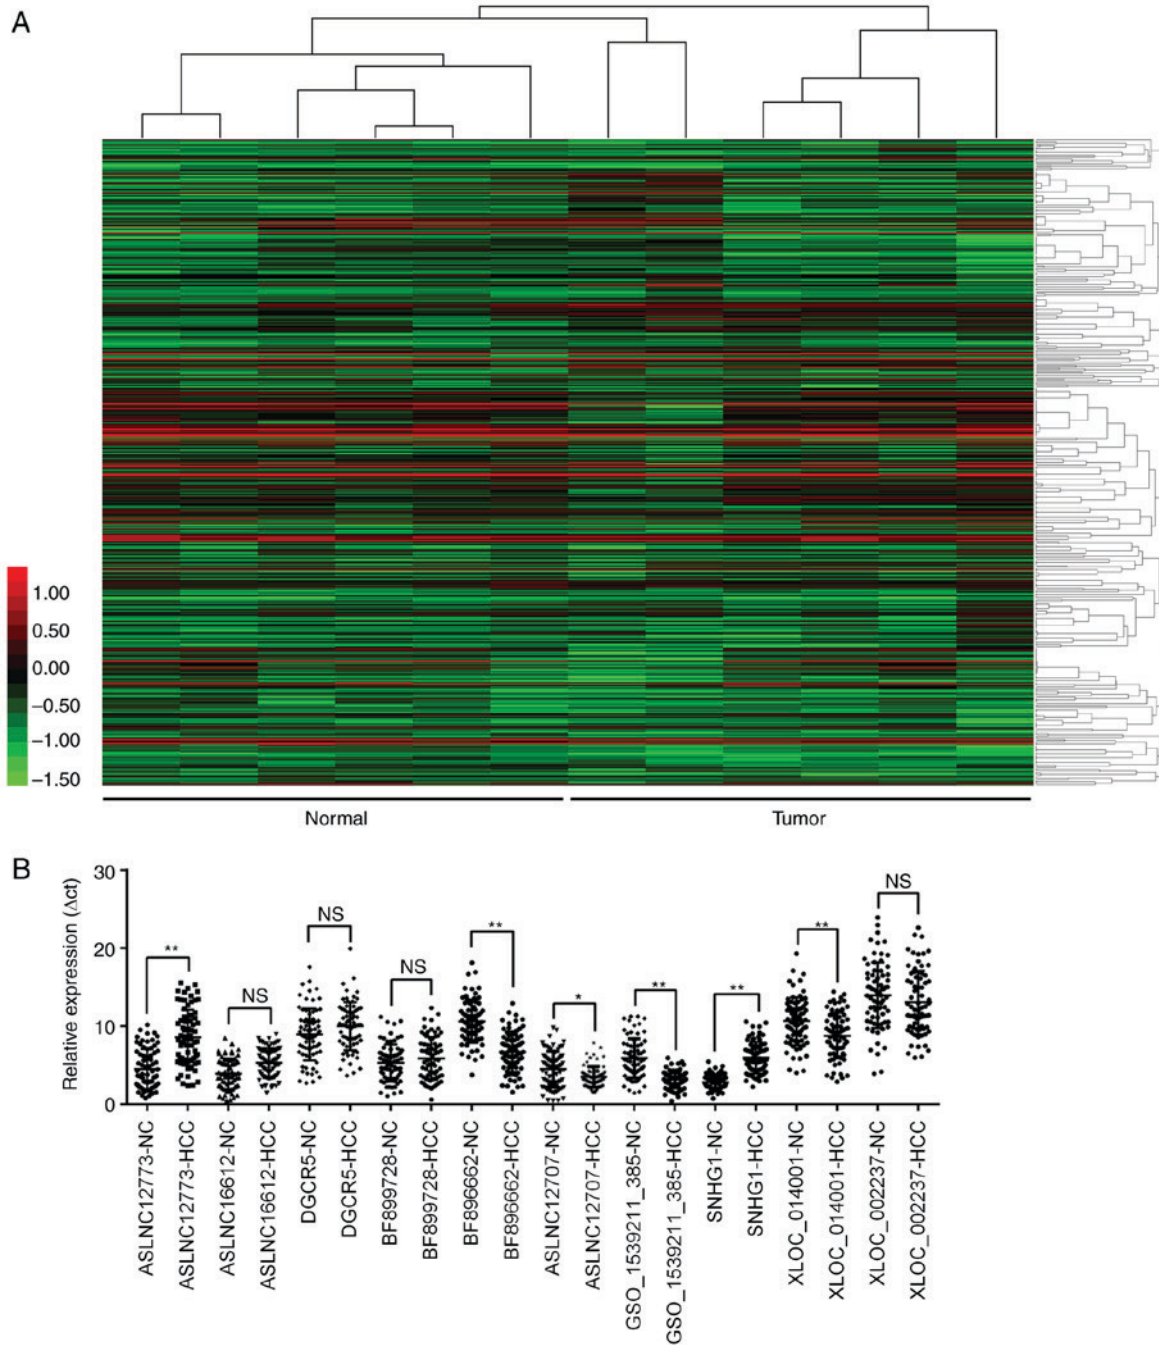 A
1.00
0.50
0.00
−0.50
−1.00
−1.50
Normal Tumor
B
Relative expression (Δct)
30
20
10
0
** NS NS NS ** * ** ** ** NS
ASLNC12773-NC
ASLNC12773-HCC
ASLNC16612-NC
ASLNC16612-HCC
DGCR5-NC
DGCR5-HCC
BF899728-NC
BF899728-HCC
BF896662-NC
BF896662-HCC
ASLNC12707-NC
ASLNC12707-HCC
GSO_1539211_385-NC
GSO_1539211_385-HCC
SNHG1-NC
SNHG1-HCC
XLOC_014001-NC
XLOC_014001-HCC
XLOC_002237-NC
XLOC_002237-HCC